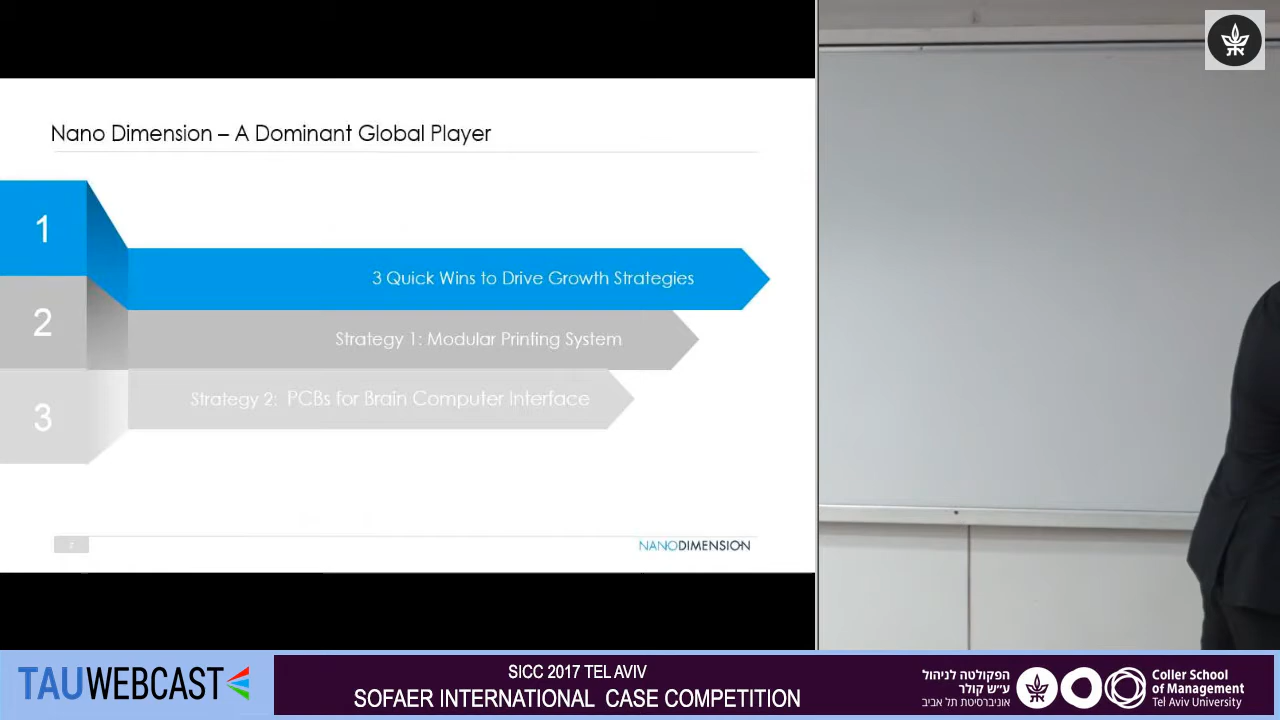 Nano Dimension – A Dominant Global Player
1
3 Quick Wins to Drive Growth Strategies
2
Strategy 1: Modular Printing System
3
Strategy 2: PCBs for Brain Computer Interface
NANODIMENSION
TAUWEBCAST
SICC 2017 TEL AVIV
SOFAER INTERNATIONAL CASE COMPETITION
הפקולטה לניהול
ע״ש קולר
אוניברסיטת תל אביב
Coller School
of Management
Tel Aviv University